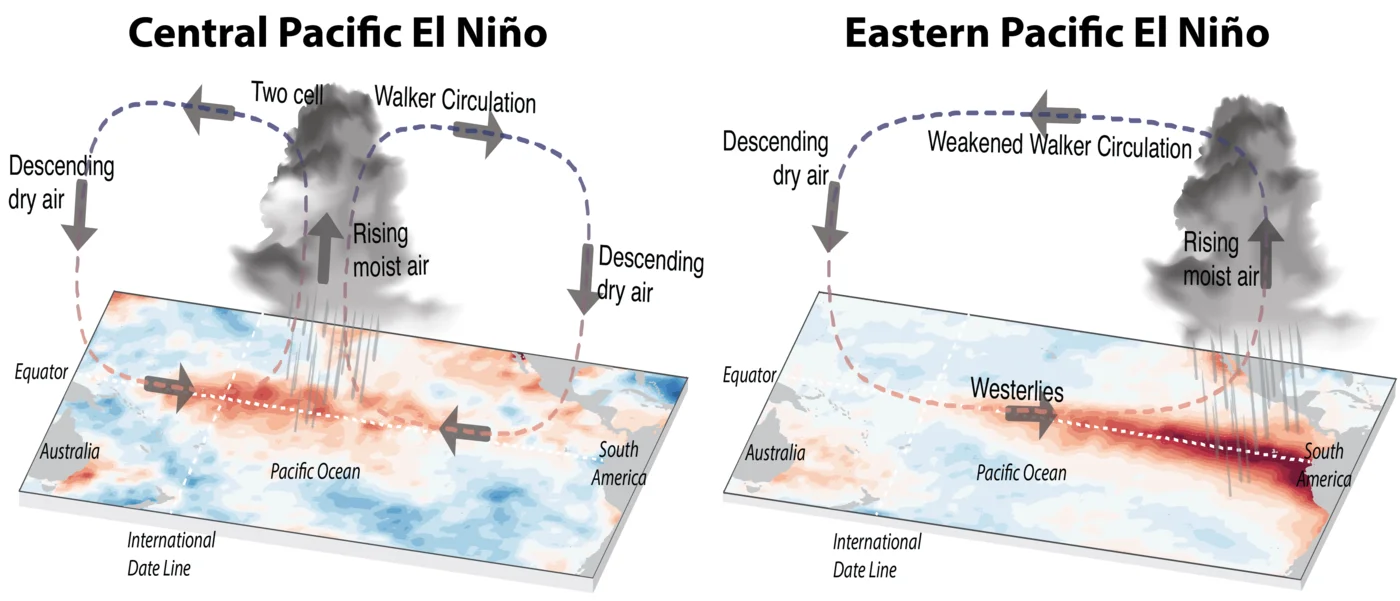 Central Pacific El Niño
Two cell
Walker Circulation
Descending
dry air
Rising
moist air
Descending
dry air
Equator
Australia
Pacific Ocean
South
America
International
Date Line
Eastern Pacific El Niño
Descending
dry air
Weakened Walker Circulation
Rising
moist air
Equator
Westerlies
Australia
Pacific Ocean
South
America
International
Date Line